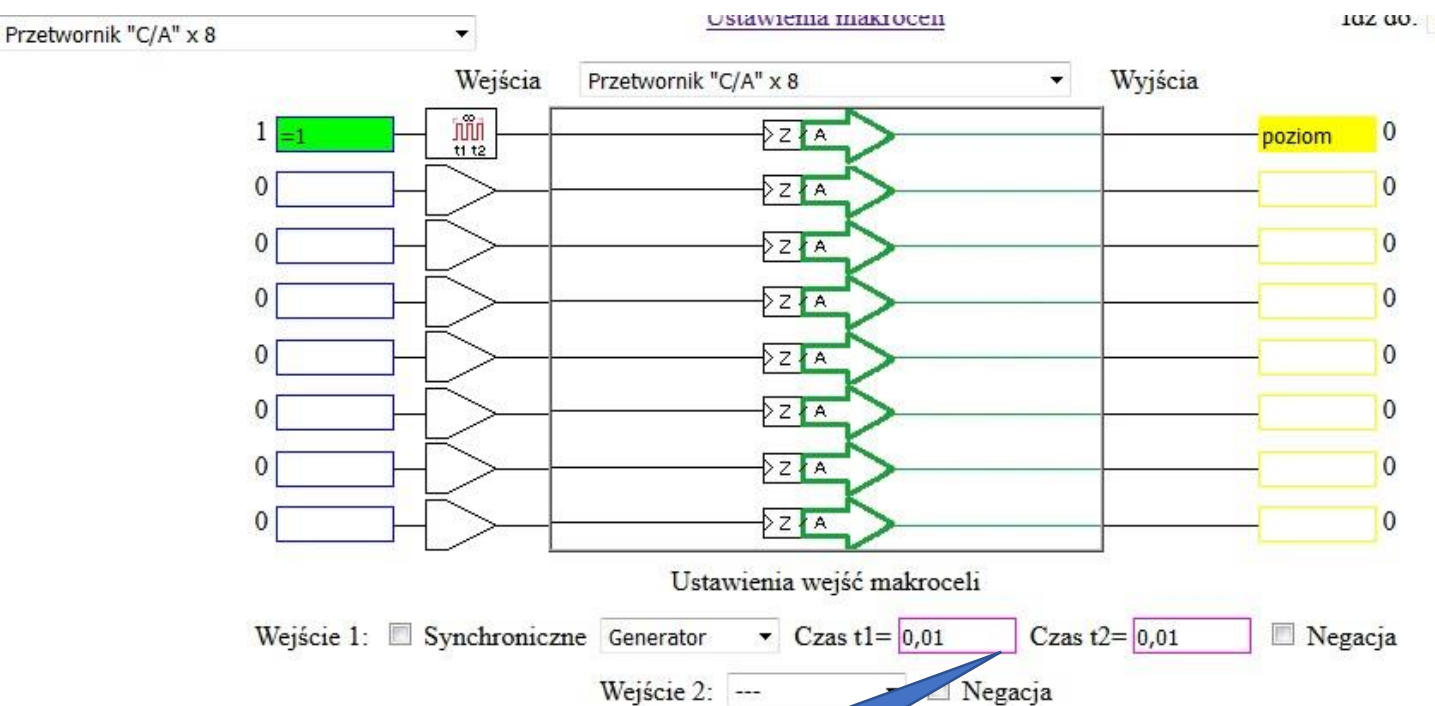 Ustawienia makroceli
Idź do:
Przetwornik "C/A" x 8
Wejścia Przetwornik "C/A" x 8 Wyjścia
1 =1 ∞ t1 t2 Z A poziom 0
0 Z A 0
0 Z A 0
0 Z A 0
0 Z A 0
0 Z A 0
0 Z A 0
0 Z A 0
Ustawienia wejść makroceli
Wejście 1: Synchroniczne Generator Czas t1= 0,01 Czas t2= 0,01 Negacja
Wejście 2: --- Negacja